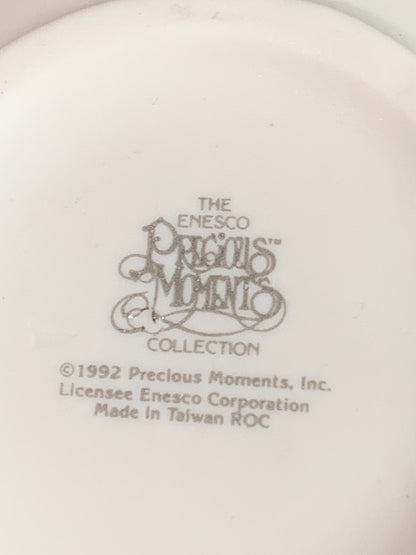 THE
ENESCO
PRECIOUS™
MOMENTS
COLLECTION
©1992 Precious Moments, Inc.
Licensee Enesco Corporation
Made in Taiwan ROC